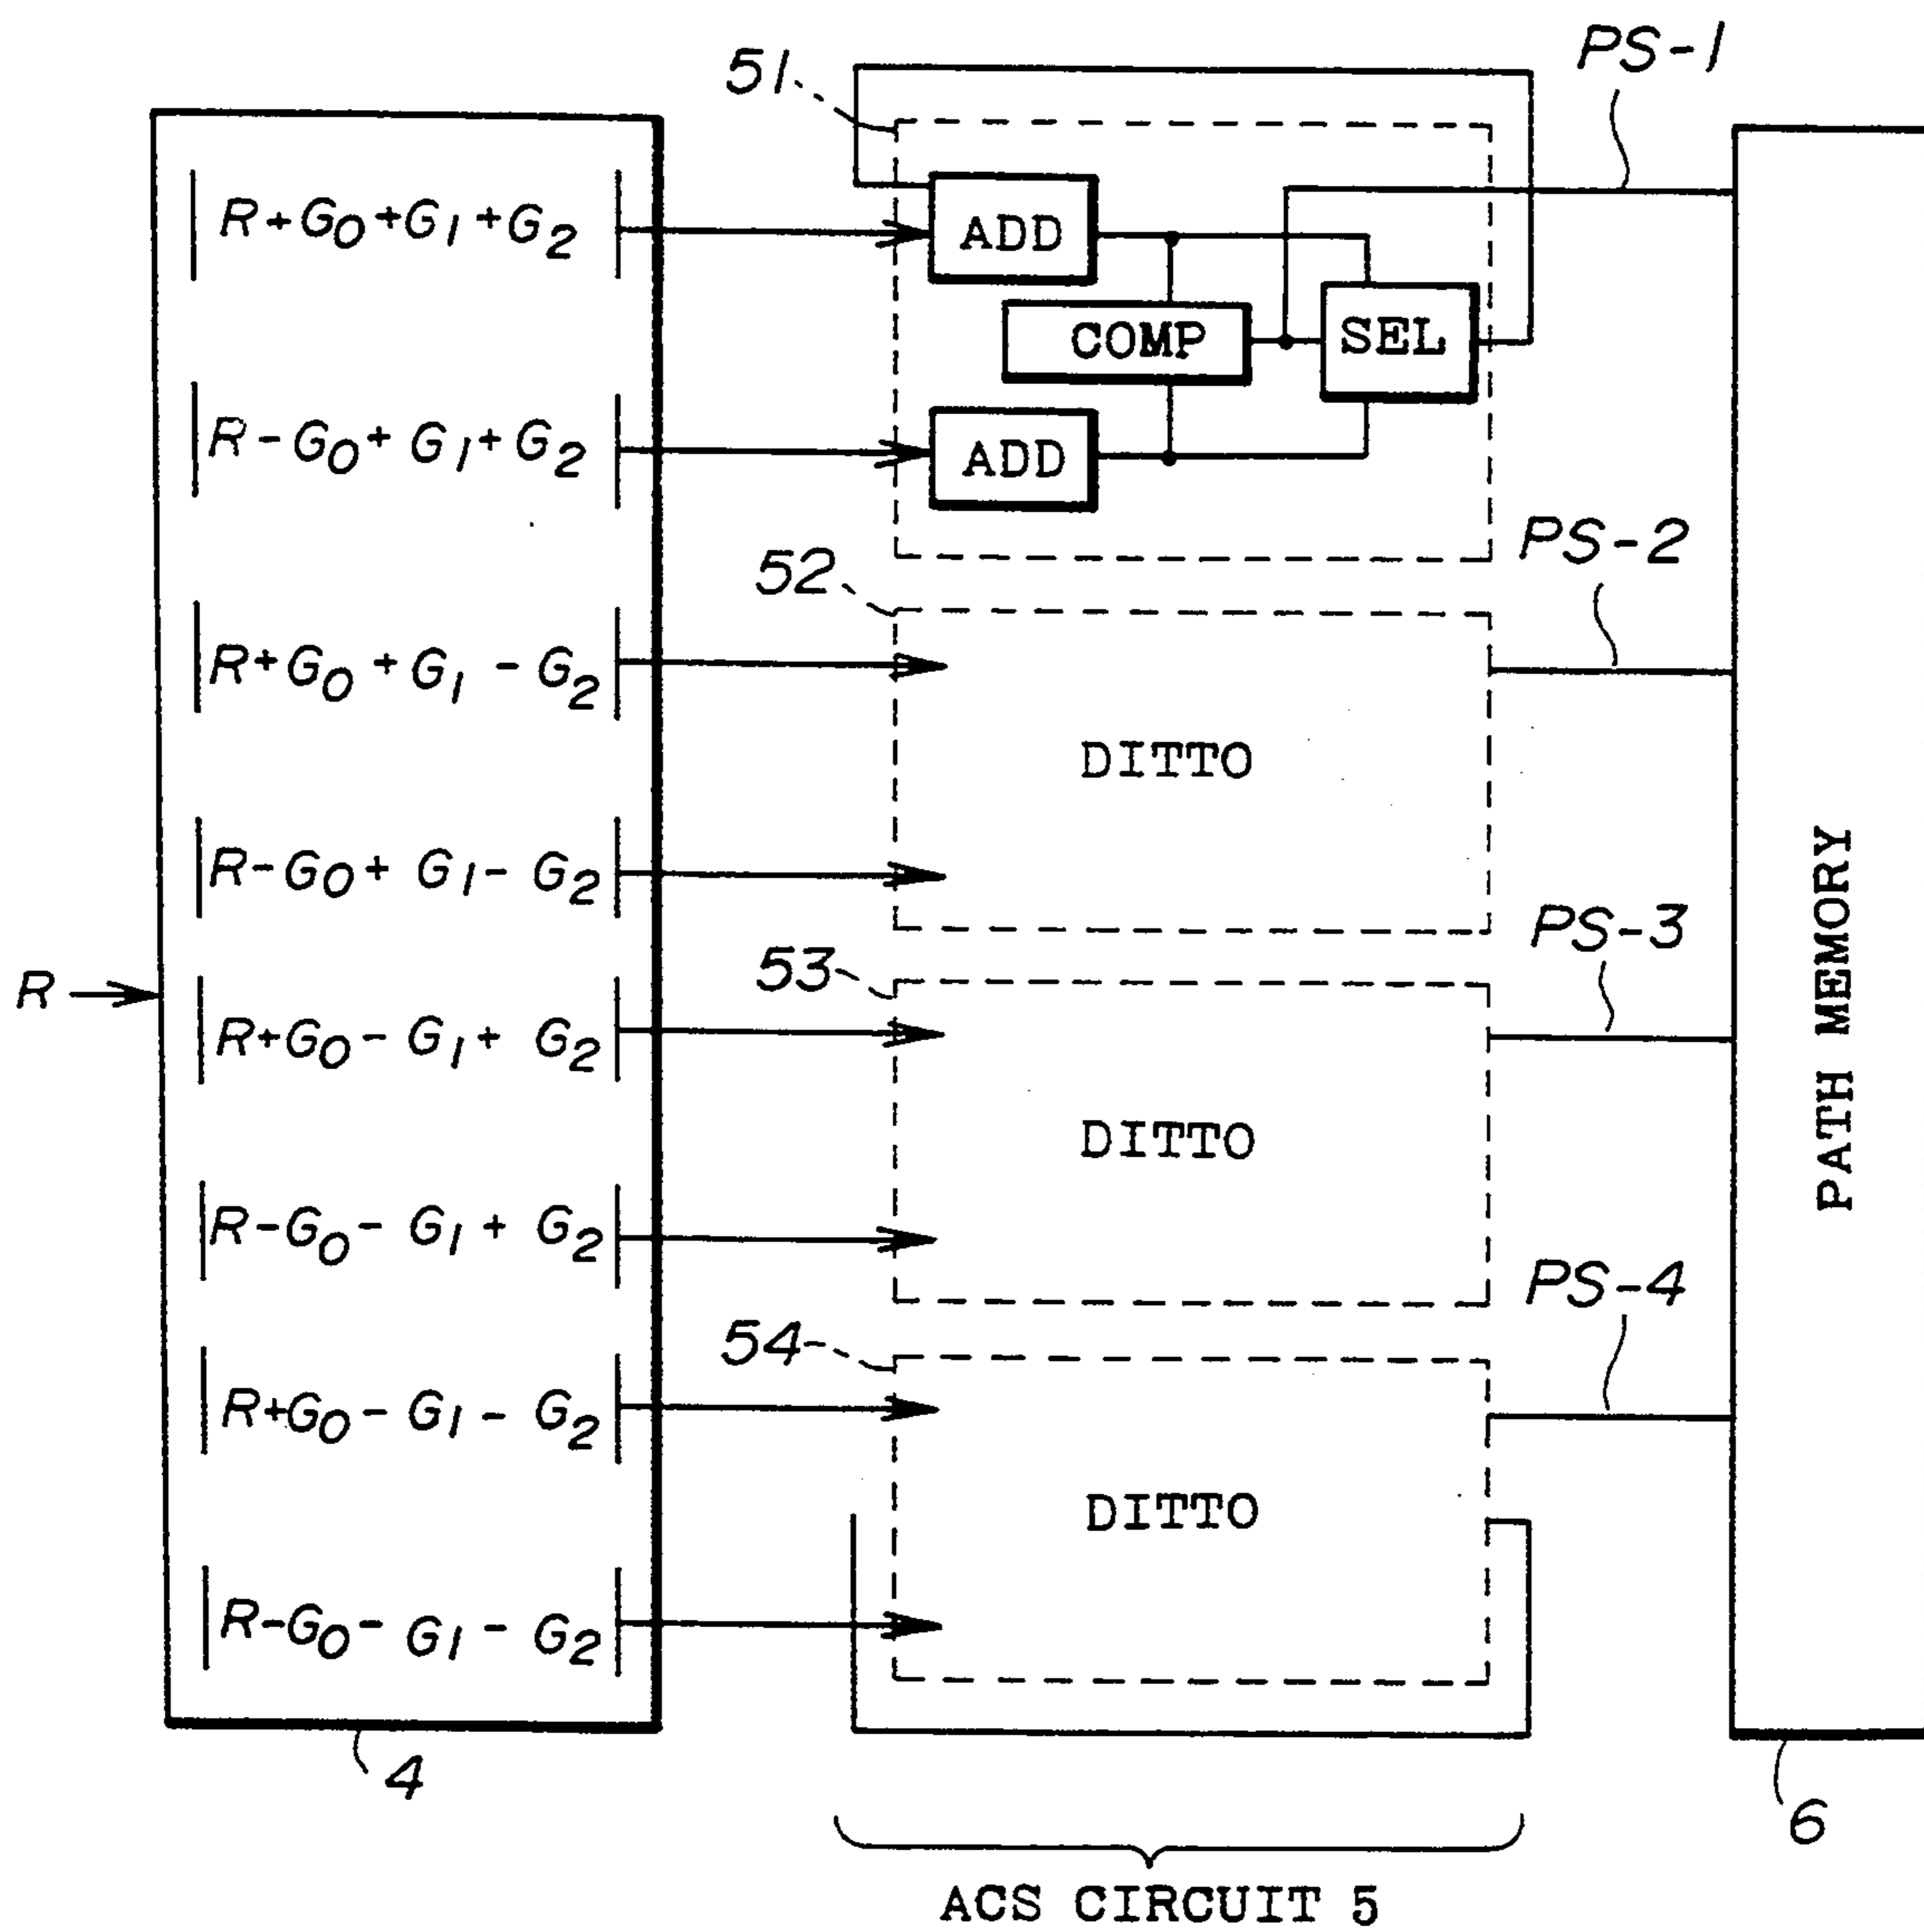 PS-1
51
|R+G0+G1+G2|
ADD
COMP
SEL
|R-G0+G1+G2|
ADD
PS-2
52
|R+G0+G1-G2|
DITTO
|R-G0+G1-G2|
PS-3
53
R
|R+G0-G1+G2|
DITTO
PATH MEMORY
|R-G0-G1+G2|
PS-4
54
|R+G0-G1-G2|
DITTO
|R-G0-G1-G2|
4
6
ACS CIRCUIT 5